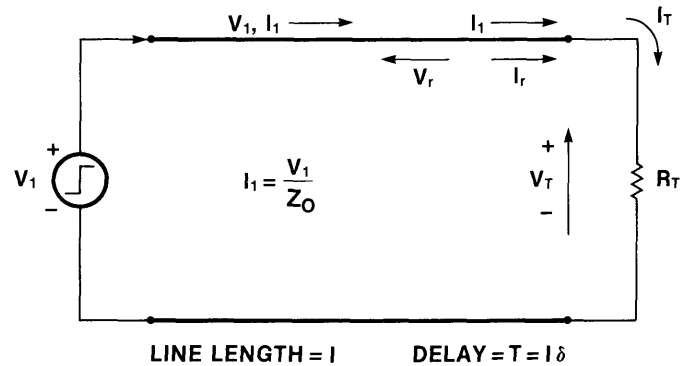 V1, I1
I1
IT
Vr
Ir
+
V1
−
I1 = V1
ZO
+
VT
−
RT
LINE LENGTH = l
DELAY = T = lδ